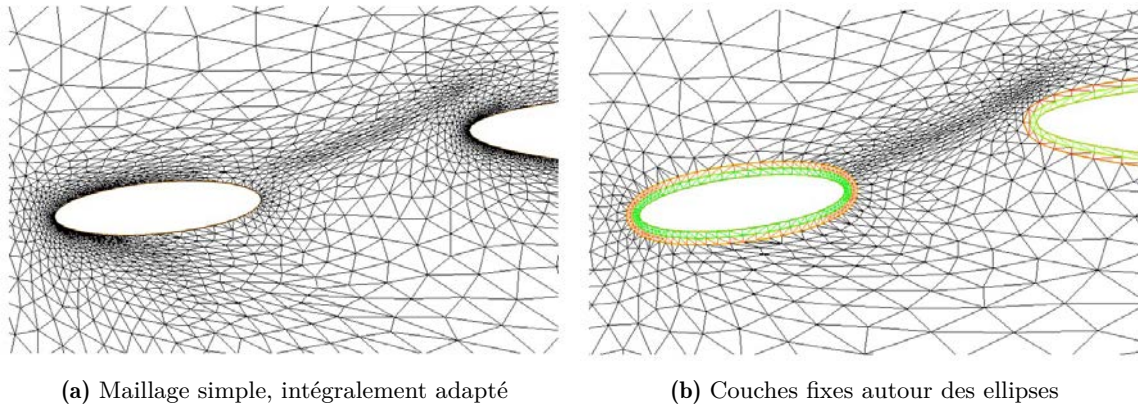 (a) Maillage simple, intégralement adapté
(b) Couches fixes autour des ellipses